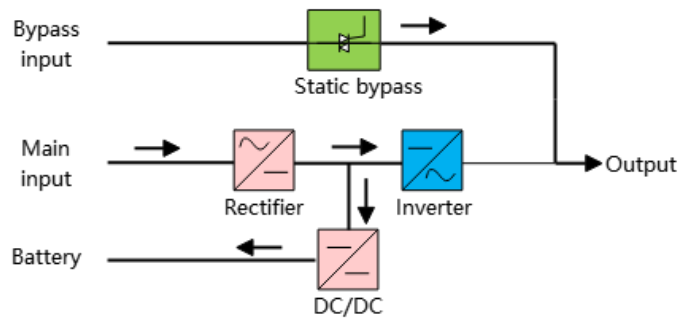 Bypass
input
Static bypass
Main
input
Output
Rectifier
Inverter
Battery
DC/DC